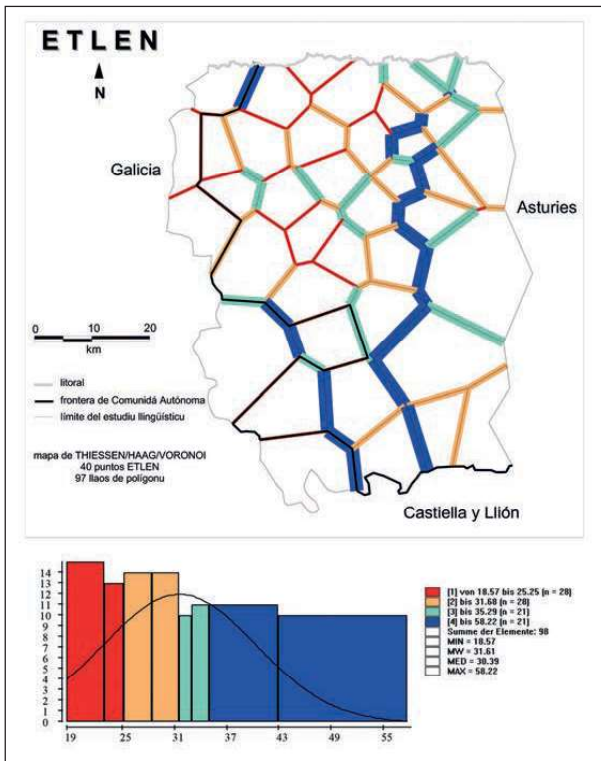 ETLEN
N
Galicia
Asturies
0 10 20
km
litoral
frontera de Comunidá Autónoma
límite del estudiu llingüísticu
mapa de THIESSEN/HAAG/VORONOI
40 puntos ETLEN
97 llaos de polígonu
Castiella y Llión
14
13
12
11
10
9
8
7
6
5
4
3
2
1
0
19 25 31 37 43 49 55
[1] von 18.57 bis 25.25 (n = 28)
[2] bis 31.68 (n = 28)
[3] bis 35.29 (n = 21)
[4] bis 58.22 (n = 21)
Summe der Elemente: 98
MIN = 18.57
MW = 31.61
MED = 30.39
MAX = 58.22